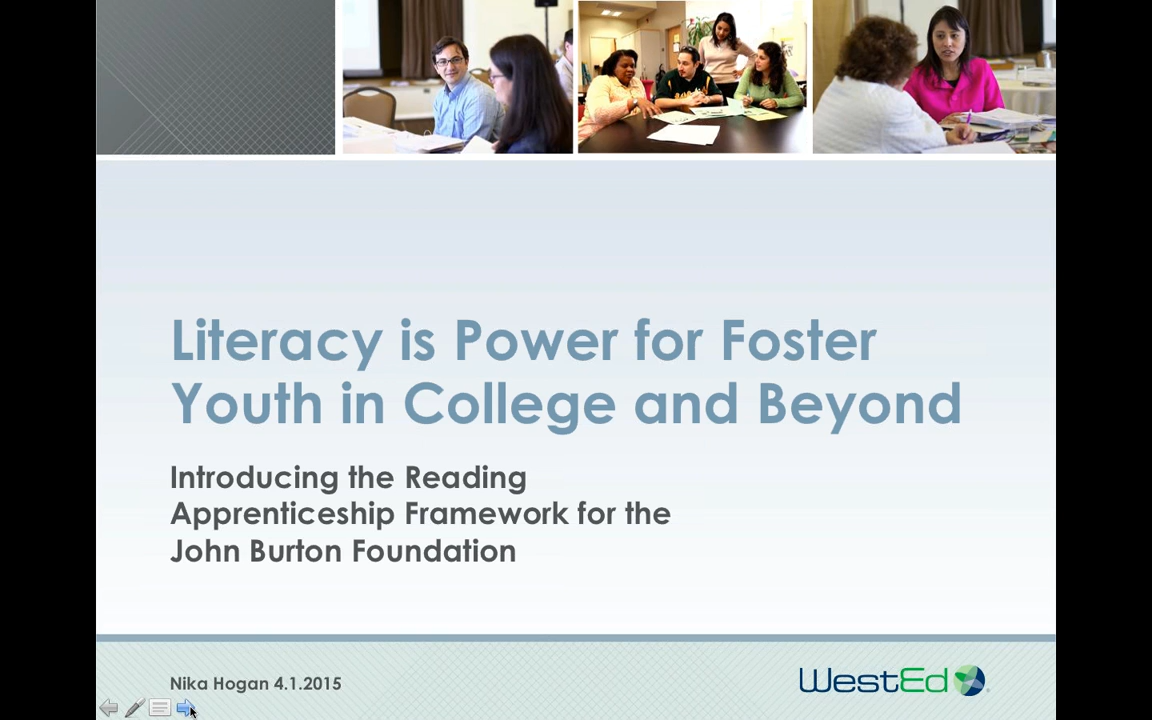 Literacy is Power for Foster
Youth in College and Beyond
Introducing the Reading
Apprenticeship Framework for the
John Burton Foundation
Nika Hogan 4.1.2015
WestEd